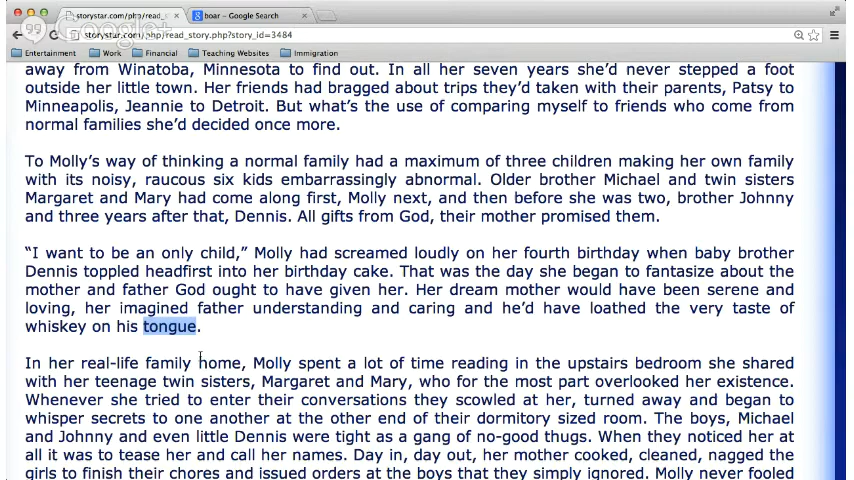 storystar.com/php/read_
boar – Google Search
Google+
storystar.com/php/read_story.php?story_id=3484
Entertainment Work Financial Teaching Websites Immigration
away from Winatoba, Minnesota to find out. In all her seven years she’d never stepped a foot
outside her little town. Her friends had bragged about trips they’d taken with their parents, Patsy to
Minneapolis, Jeannie to Detroit. But what’s the use of comparing myself to friends who come from
normal families she’d decided once more.
To Molly’s way of thinking a normal family had a maximum of three children making her own family
with its noisy, raucous six kids embarrassingly abnormal. Older brother Michael and twin sisters
Margaret and Mary had come along first, Molly next, and then before she was two, brother Johnny
and three years after that, Dennis. All gifts from God, their mother promised them.
“I want to be an only child,” Molly had screamed loudly on her fourth birthday when baby brother
Dennis toppled headfirst into her birthday cake. That was the day she began to fantasize about the
mother and father God ought to have given her. Her dream mother would have been serene and
loving, her imagined father understanding and caring and he’d have loathed the very taste of
whiskey on his tongue.
In her real-life family home, Molly spent a lot of time reading in the upstairs bedroom she shared
with her teenage twin sisters, Margaret and Mary, who for the most part overlooked her existence.
Whenever she tried to enter their conversations they scowled at her, turned away and began to
whisper secrets to one another at the other end of their dormitory sized room. The boys, Michael
and Johnny and even little Dennis were tight as a gang of no-good thugs. When they noticed her at
all it was to tease her and call her names. Day in, day out, her mother cooked, cleaned, nagged the
girls to finish their chores and issued orders at the boys that they simply ignored. Molly never fooled